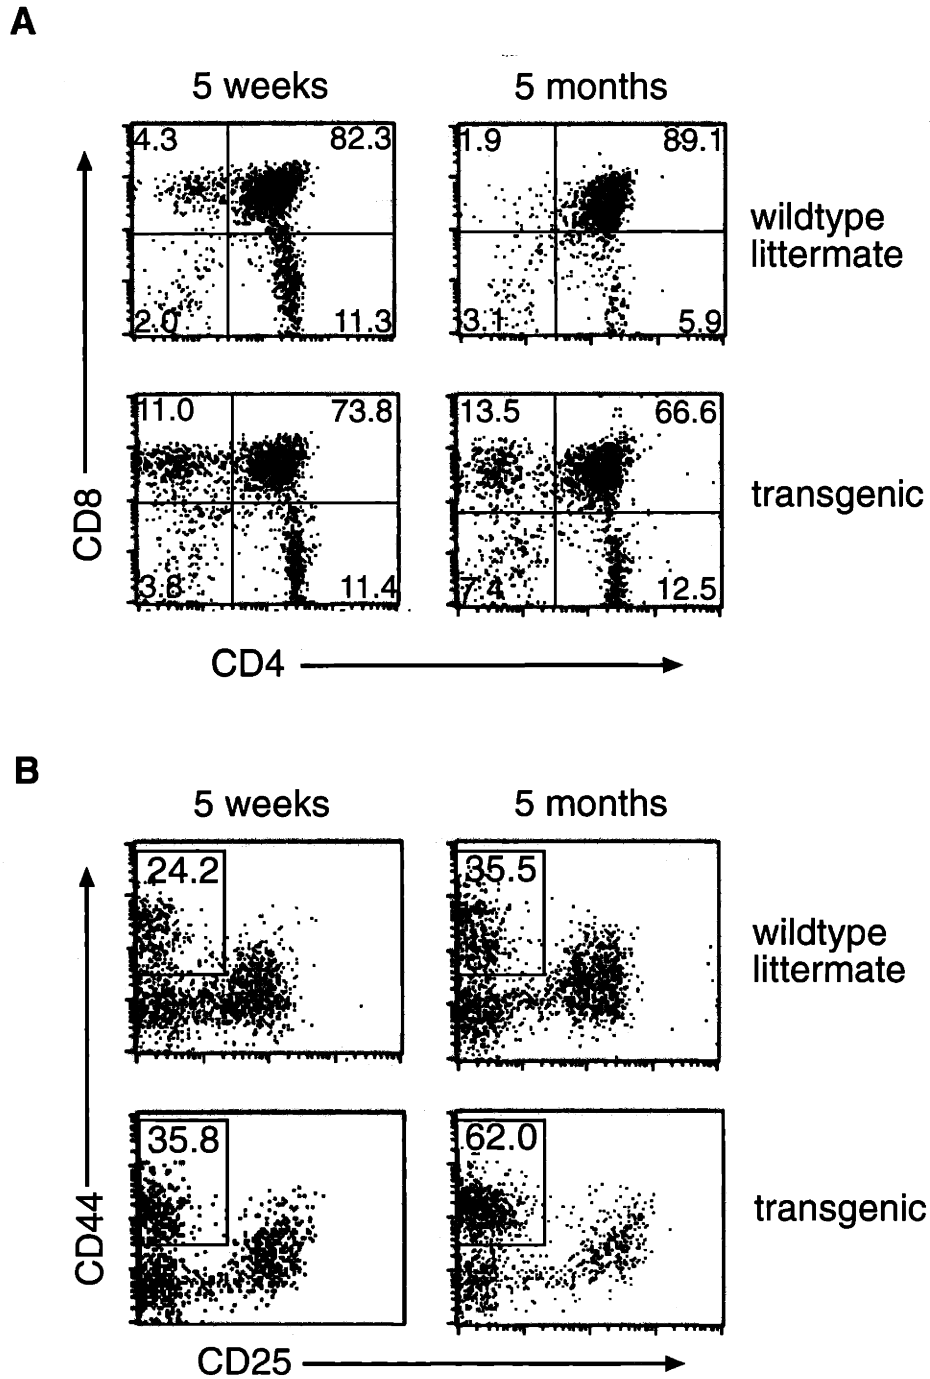 A
5 weeks
5 months
4.3
82.3
1.9
89.1
wildtype
littermate
2.0
11.3
3.1
5.9
11.0
73.8
13.5
66.6
transgenic
3.8
11.4
7.4
12.5
CD8
CD4
B
5 weeks
5 months
24.2
35.5
wildtype
littermate
35.8
62.0
transgenic
CD44
CD25